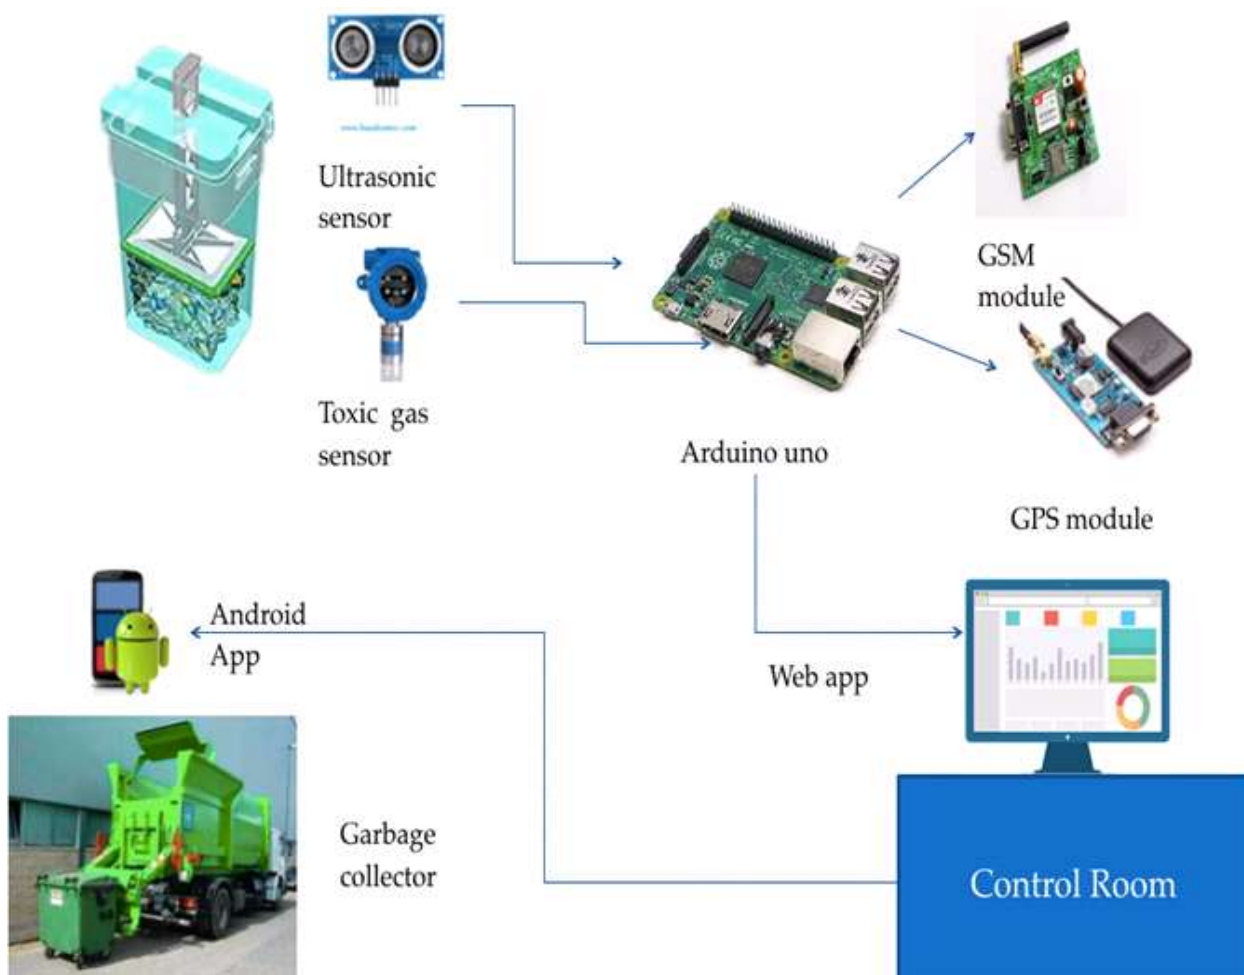 Ultrasonic
sensor
Toxic gas
sensor
GSM
module
Arduino uno
GPS module
Android
App
Web app
Garbage
collector
Control Room